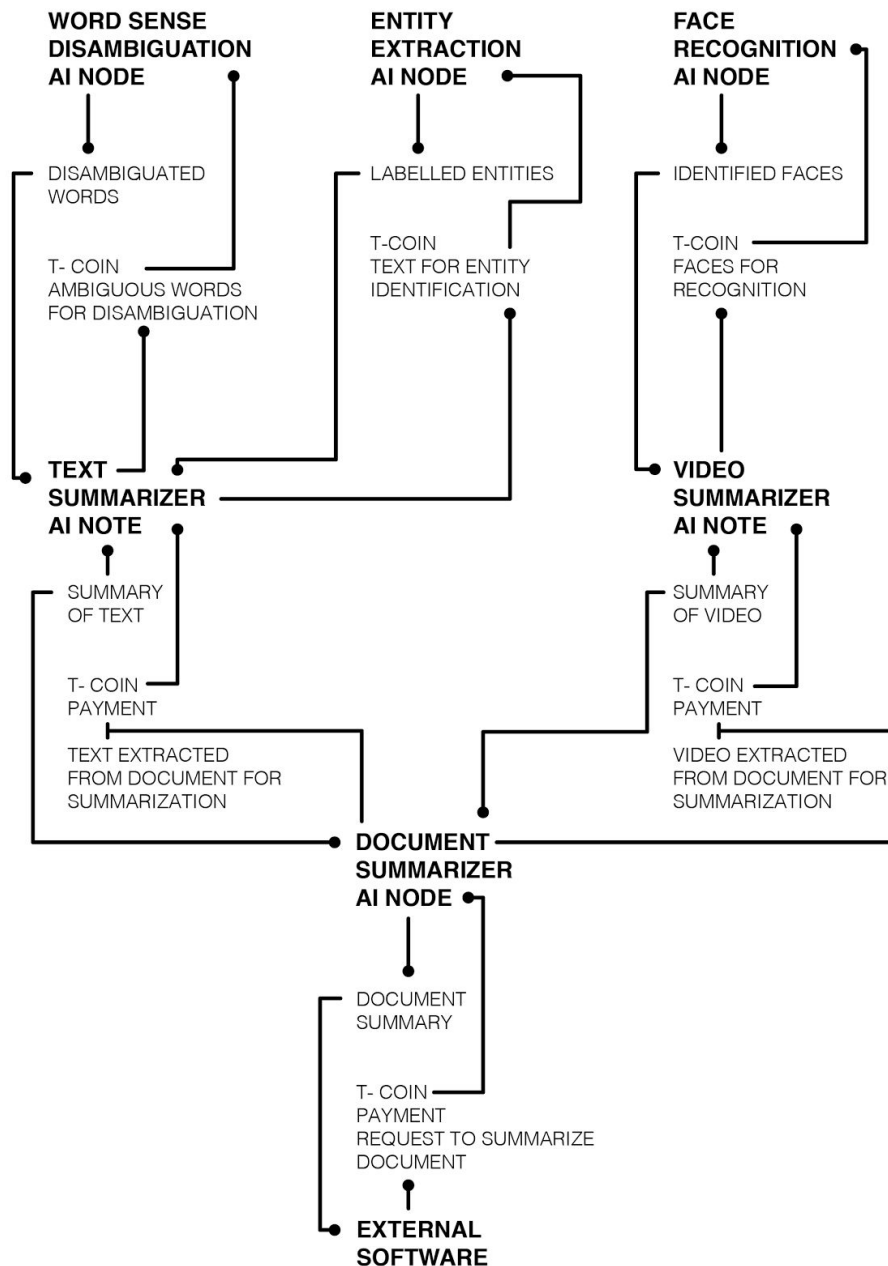 WORD SENSE
DISAMBIGUATION
AI NODE
ENTITY
EXTRACTION
AI NODE
FACE
RECOGNITION
AI NODE
DISAMBIGUATED
WORDS
LABELLED ENTITIES
IDENTIFIED FACES
T- COIN
AMBIGUOUS WORDS
FOR DISAMBIGUATION
T-COIN
TEXT FOR ENTITY
IDENTIFICATION
T-COIN
FACES FOR
RECOGNITION
TEXT
SUMMARIZER
AI NOTE
VIDEO
SUMMARIZER
AI NOTE
SUMMARY
OF TEXT
SUMMARY
OF VIDEO
T- COIN
PAYMENT
TEXT EXTRACTED
FROM DOCUMENT FOR
SUMMARIZATION
T- COIN
PAYMENT
VIDEO EXTRACTED
FROM DOCUMENT FOR
SUMMARIZATION
DOCUMENT
SUMMARIZER
AI NODE
DOCUMENT
SUMMARY
T- COIN
PAYMENT
REQUEST TO SUMMARIZE
DOCUMENT
EXTERNAL
SOFTWARE